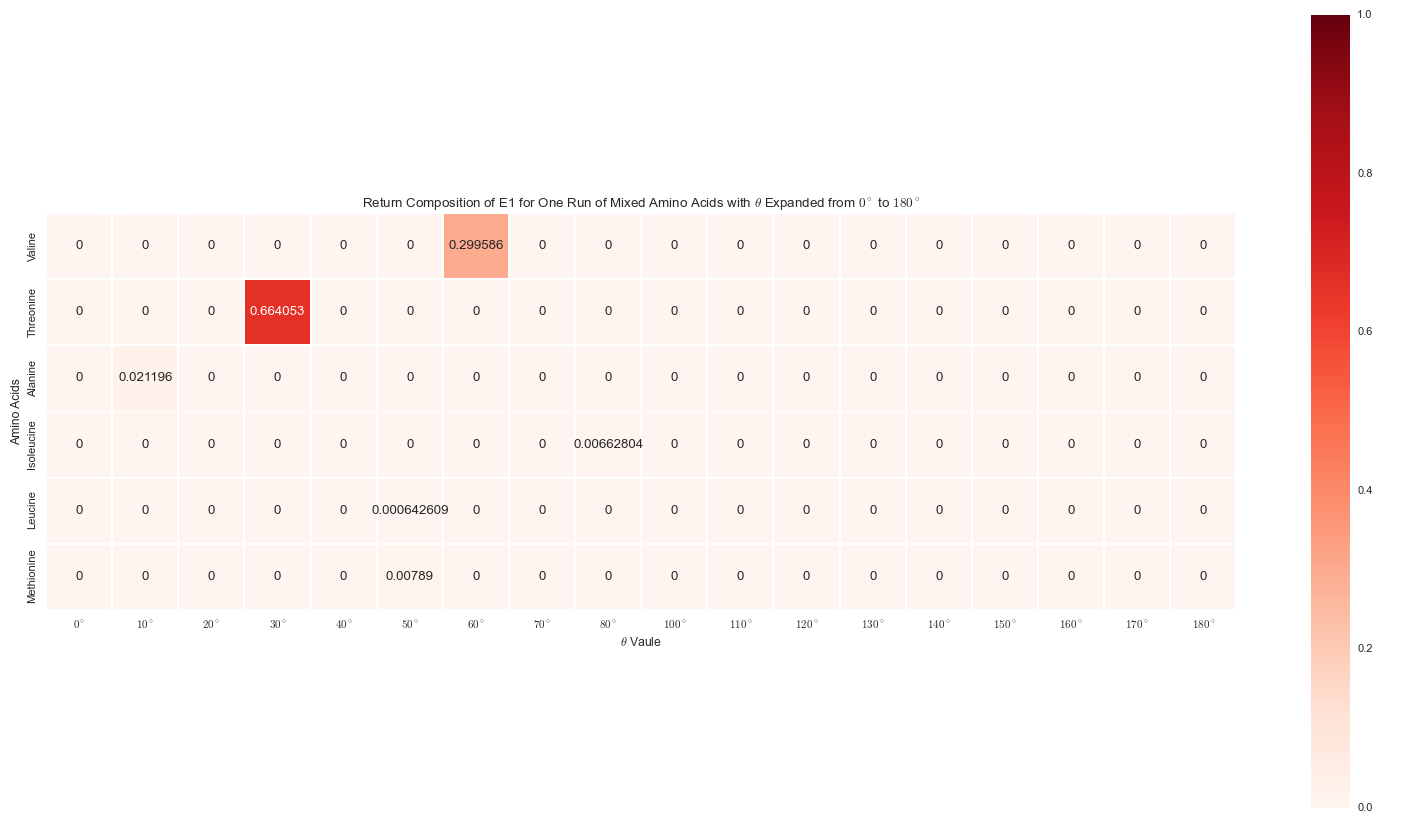 Return Composition of E1 for One Run of Mixed Amino Acids with θ Expanded from 0° to 180°
Valine 0 0 0 0 0 0 0.299586 0 0 0 0 0 0 0 0 0 0 0
Threonine 0 0 0 0.664053 0 0 0 0 0 0 0 0 0 0 0 0 0 0
Alanine 0 0.021196 0 0 0 0 0 0 0 0 0 0 0 0 0 0 0 0
Isoleucine 0 0 0 0 0 0 0 0 0.00662804 0 0 0 0 0 0 0 0 0
Leucine 0 0 0 0 0 0.000642609 0 0 0 0 0 0 0 0 0 0 0 0
Methionine 0 0 0 0 0 0.00789 0 0 0 0 0 0 0 0 0 0 0 0
0° 10° 20° 30° 40° 50° 60° 70° 80° 100° 110° 120° 130° 140° 150° 160° 170° 180°
θ Vaule
Amino Acids
1.0
0.8
0.6
0.4
0.2
0.0